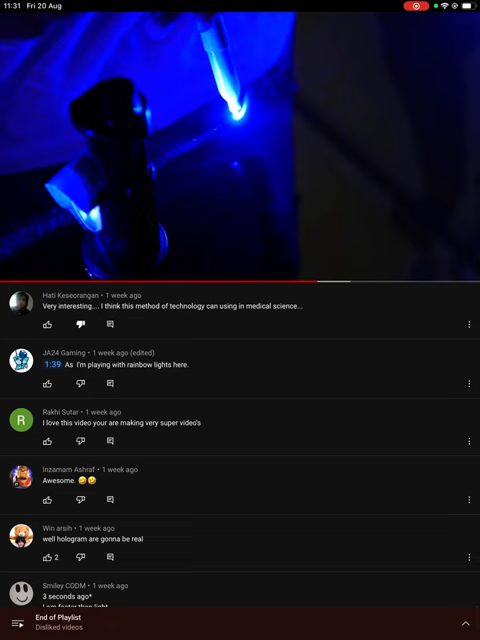 11:31 Fri 20 Aug
Hati Keseorangan • 1 week ago
Very interesting.... I think this method of technology can using in medical science...
JA24 Gaming • 1 week ago (edited)
1:39 As I'm playing with rainbow lights here.
R
Rakhi Sutar • 1 week ago
I love this video your are making very super video's
Inzamam Ashraf • 1 week ago
Awesome. 🤣🤣
Win arsih • 1 week ago
well hologram are gonna be real
2
Smiley CODM • 1 week ago
3 seconds ago*
I am faster than light
End of Playlist
Disliked videos